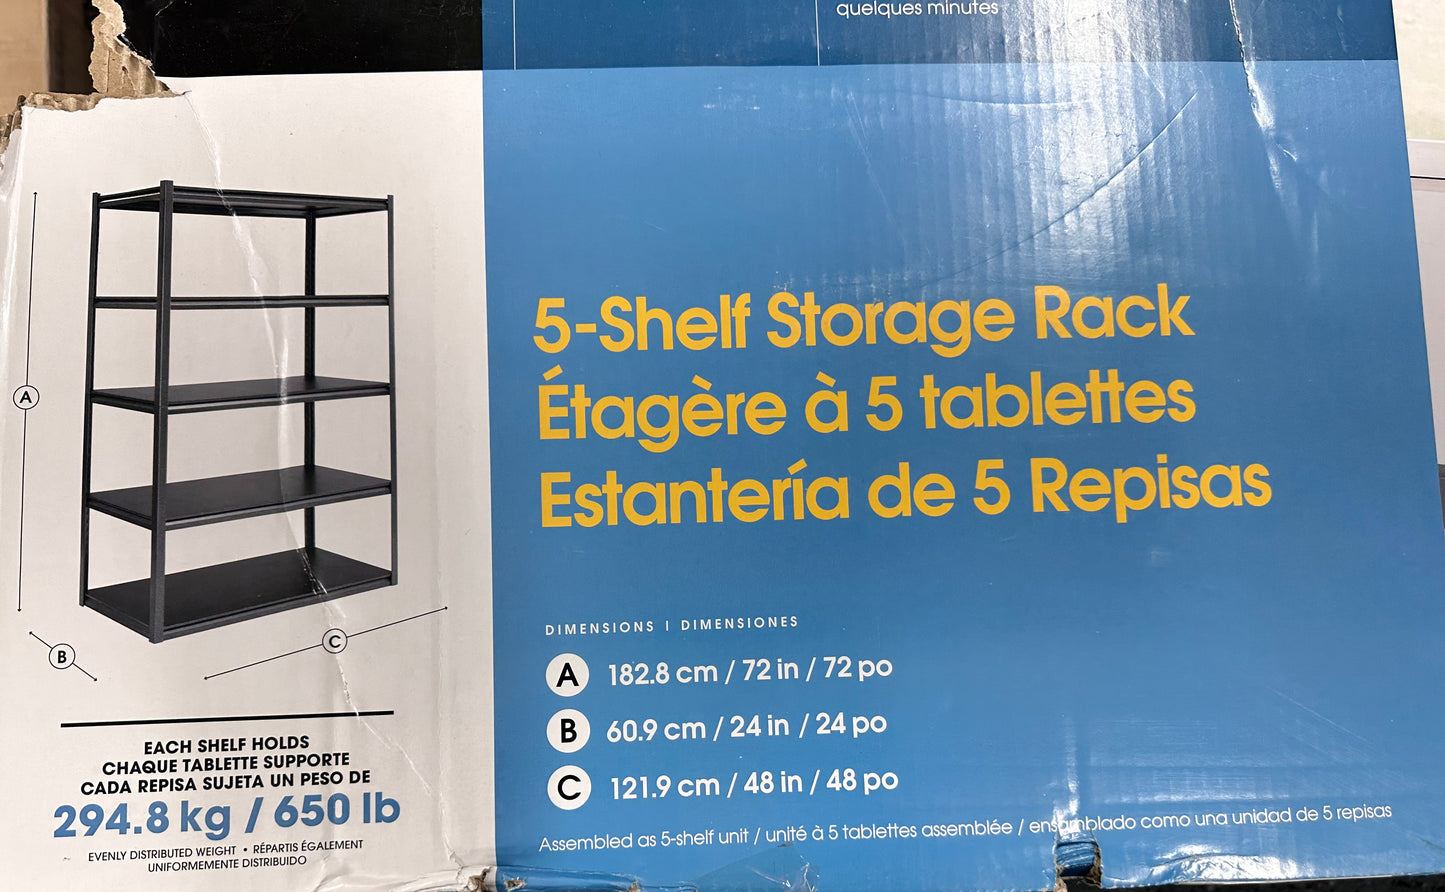 quelques minutes
A
B
C
EACH SHELF HOLDS
CHAQUE TABLETTE SUPPORTE
CADA REPISA SUJETA UN PESO DE
294.8 kg / 650 lb
EVENLY DISTRIBUTED WEIGHT • RÉPARTIS ÉGALEMENT
UNIFORMEMENTE DISTRIBUIDO
5-Shelf Storage Rack
Étagère à 5 tablettes
Estantería de 5 Repisas
DIMENSIONS | DIMENSIONES
A 182.8 cm / 72 in / 72 po
B 60.9 cm / 24 in / 24 po
C 121.9 cm / 48 in / 48 po
Assembled as 5-shelf unit / unité à 5 tablettes assemblée / ensamblado como una unidad de 5 repisas